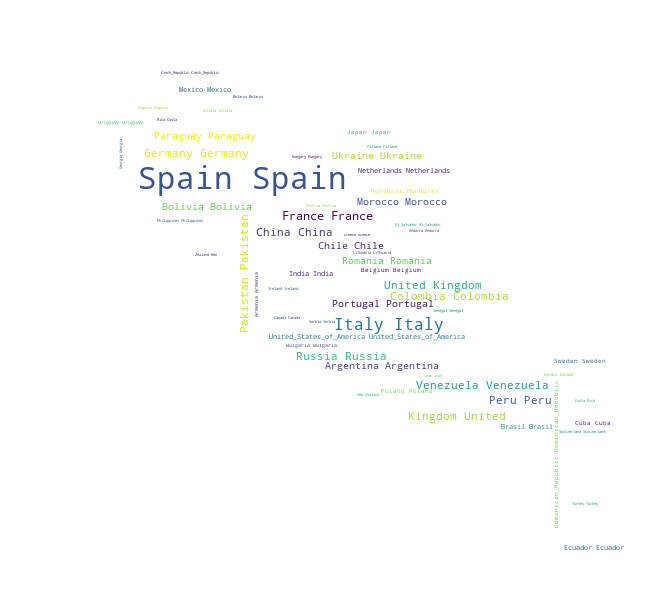 Czech_Republic Czech_Republic
Mexico Mexico
Belarus Belarus
Nigeria Nigeria
Uruguay Uruguay
Rica Costa
Japan Japan
Paraguay Paraguay
Georgia Georgia
Finland Finland
Germany Germany
Hungary Hungary
Ukraine Ukraine
Netherlands Netherlands
Spain Spain
Honduras Honduras
Morocco Morocco
Bolivia Bolivia
France France
Philippines Philippines
El_Salvador El_Salvador
Andorra Andorra
China China
Greece Greece
Pakistan Pakistan
Chile Chile
Lithuania Lithuania
Zealand New
Romania Romania
Belgium Belgium
India India
Armenia Armenia
Ireland Ireland
United Kingdom
Colombia Colombia
Portugal Portugal
Senegal Senegal
Canada Canada
Serbia Serbia
Italy Italy
United_States_of_America United_States_of_America
Bulgaria Bulgaria
Russia Russia
Argentina Argentina
Sweden Sweden
Iceland Iceland
Venezuela Venezuela
Poland Poland
New Zealand
Peru Peru
Costa Rica
Kingdom United
Dominican_Republic Dominican_Republic
Brasil Brasil
Cuba Cuba
Switzerland Switzerland
Turkey Turkey
Ecuador Ecuador